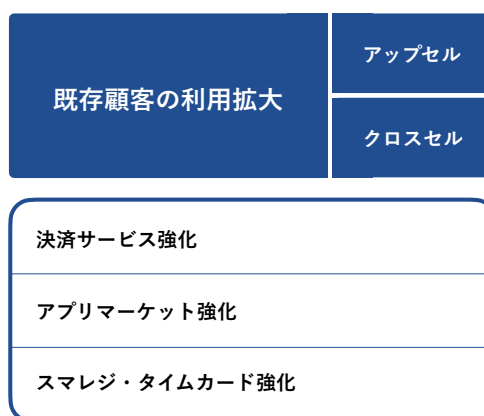 既存顧客の利用拡大
アップセル
クロスセル
決済サービス強化
アプリマーケット強化
スマレジ・タイムカード強化